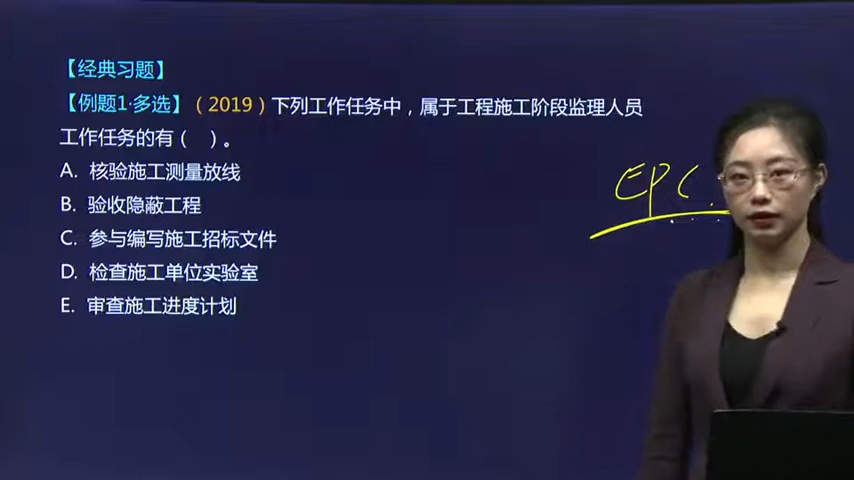 【经典习题】
【例题1·多选】（2019）下列工作任务中，属于工程施工阶段监理人员
工作任务的有（ ）。
A. 核验施工测量放线
B. 验收隐蔽工程
C. 参与编写施工招标文件
D. 检查施工单位实验室
E. 审查施工进度计划
EPC